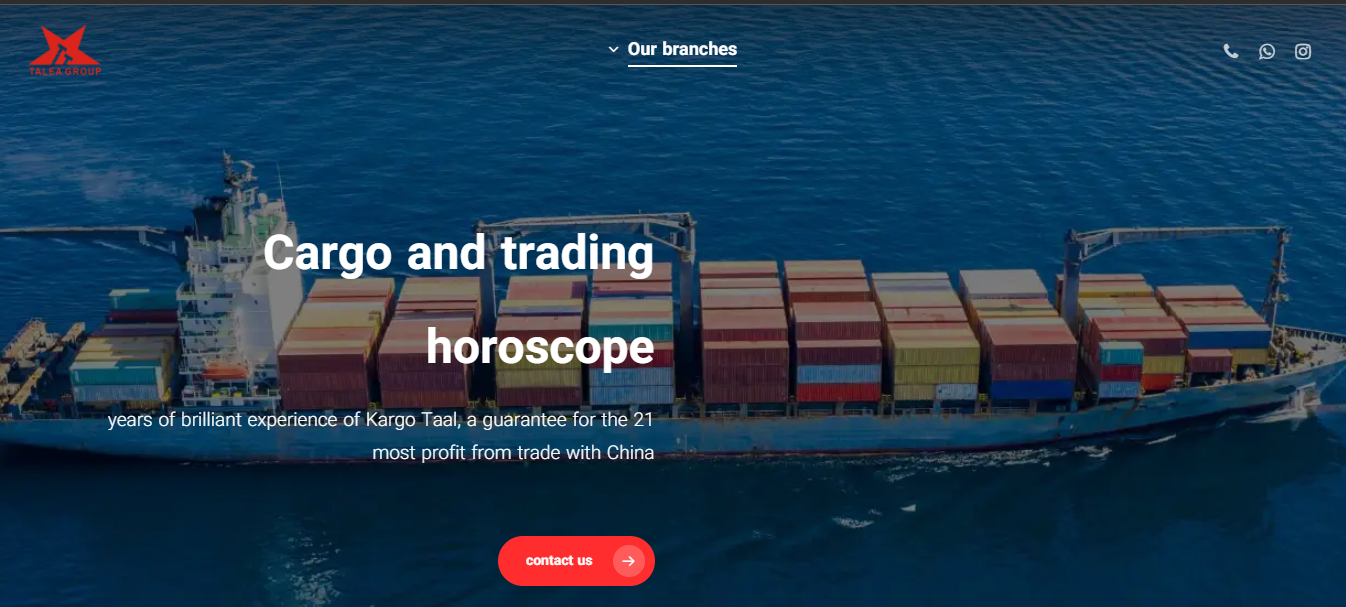 TALEA GROUP
Our branches
Cargo and trading
horoscope
years of brilliant experience of Kargo Taal, a guarantee for the 21
most profit from trade with China
contact us